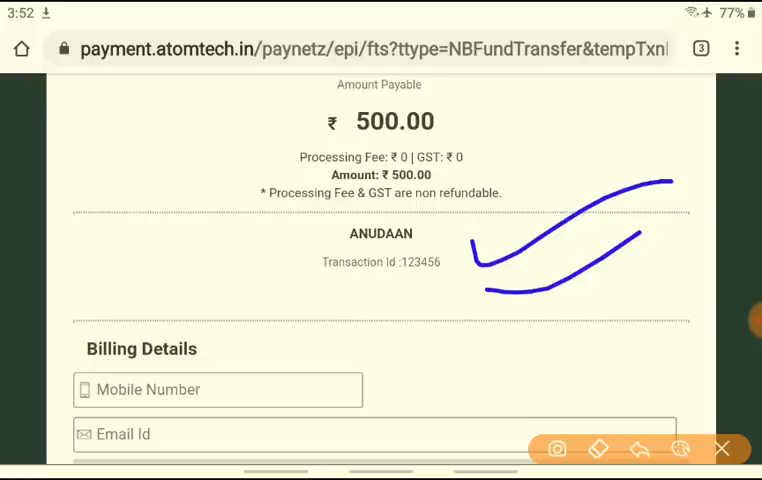 3:52
77%
payment.atomtech.in/paynetz/epi/fts?ttype=NBFundTransfer&tempTxnI
3
Amount Payable
₹ 500.00
Processing Fee: ₹ 0 | GST: ₹ 0
Amount: ₹ 500.00
* Processing Fee & GST are non refundable.
ANUDAAN
Transaction Id :123456
Billing Details
Mobile Number
Email Id